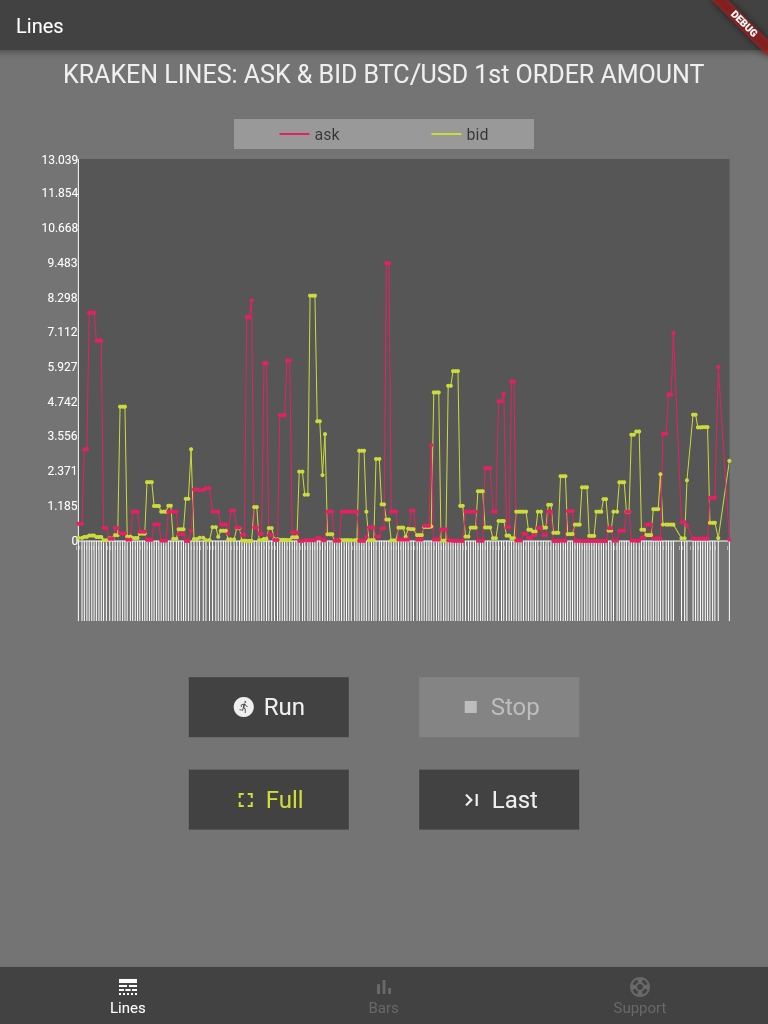 Lines
DEBUG
KRAKEN LINES: ASK & BID BTC/USD 1st ORDER AMOUNT
ask
bid
13.039
11.854
10.668
9.483
8.298
7.112
5.927
4.742
3.556
2.371
1.185
0
Run
Stop
Full
Last
Lines
Bars
Support